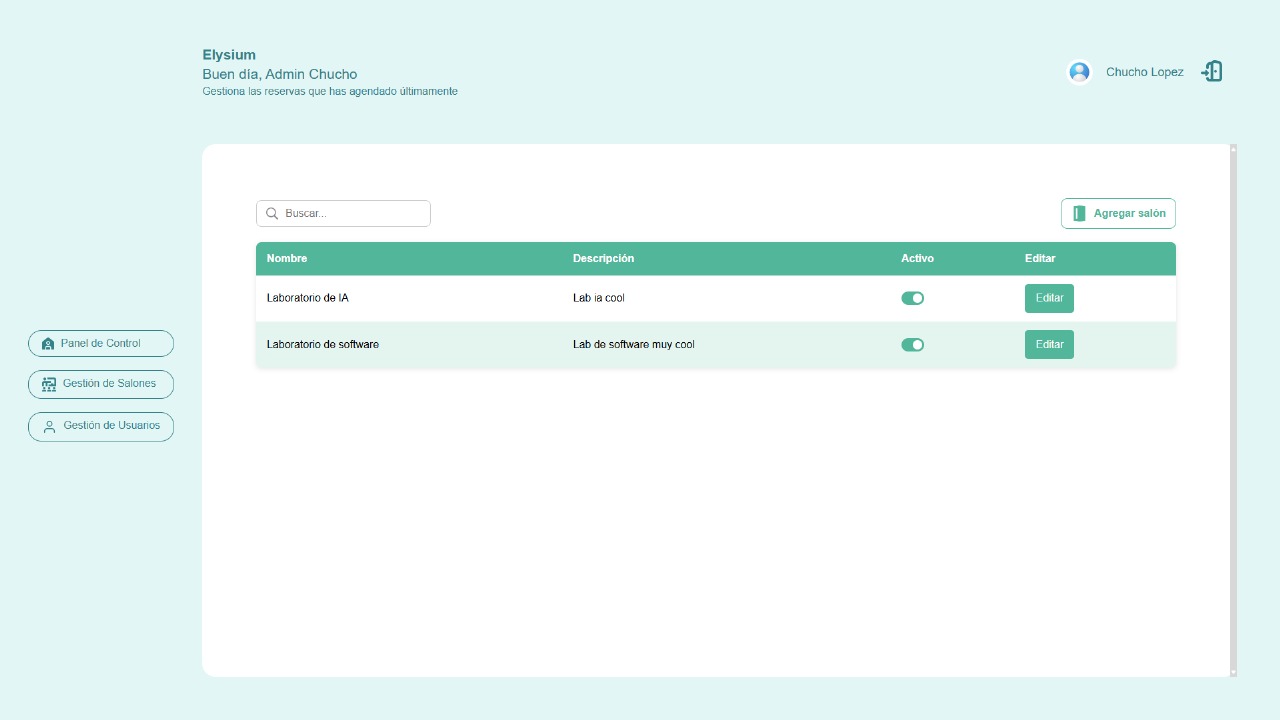 Elysium
Buen día, Admin Chucho
Gestiona las reservas que has agendado últimamente
Chucho Lopez
Buscar...
Agregar salón
Nombre Descripción Activo Editar
Laboratorio de IA Lab ia cool Editar
Laboratorio de software Lab de software muy cool Editar
Panel de Control
Gestión de Salones
Gestión de Usuarios